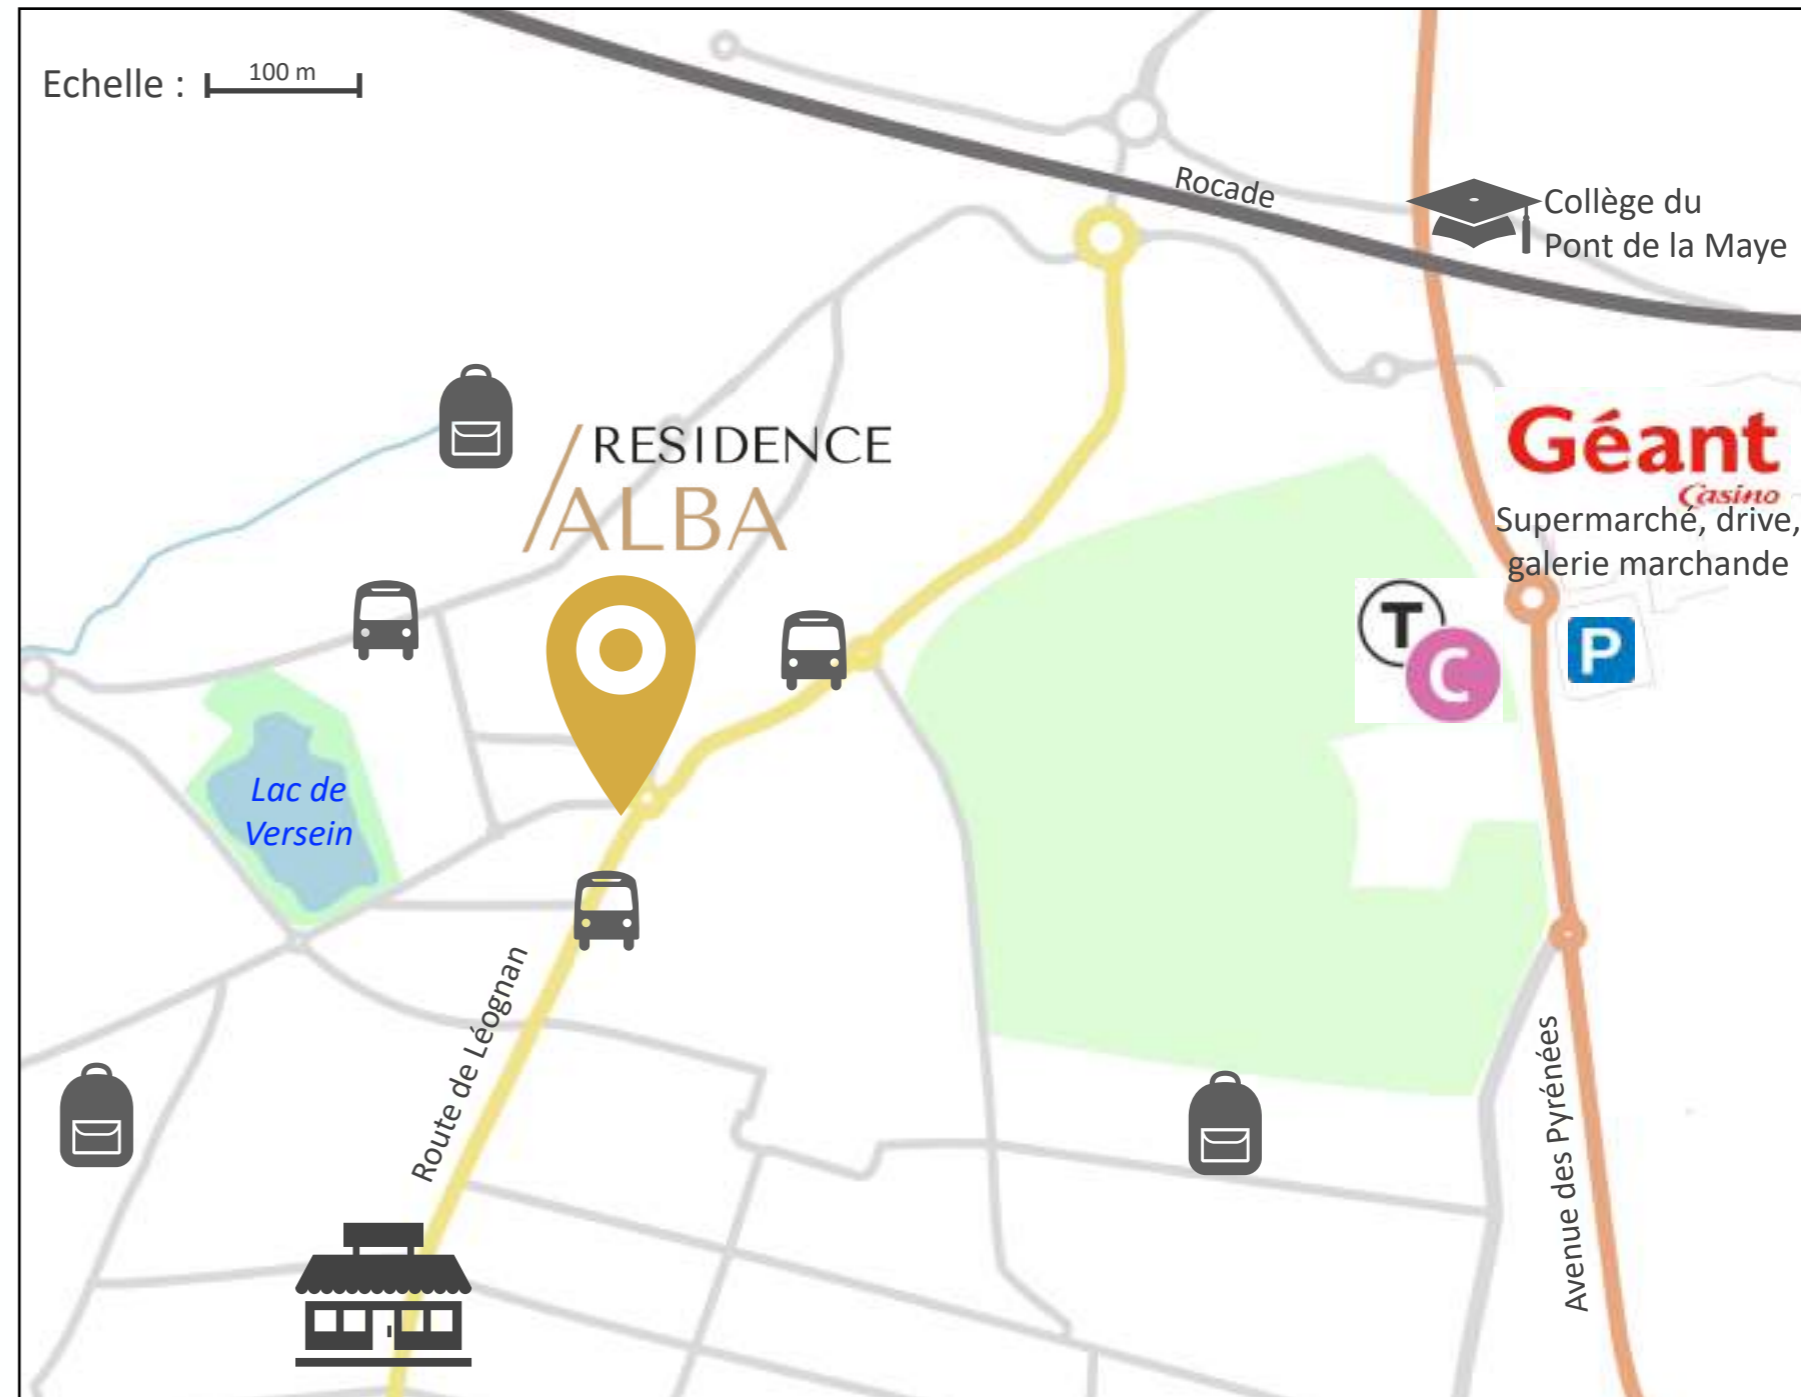 Echelle :
100 m
Rocade
Collège du
Pont de la Maye
RESIDENCE
ALBA
Géant
Casino
Supermarché, drive,
galerie marchande
T
C
P
Lac de
Versein
Route de Léognan
Avenue des Pyrénées